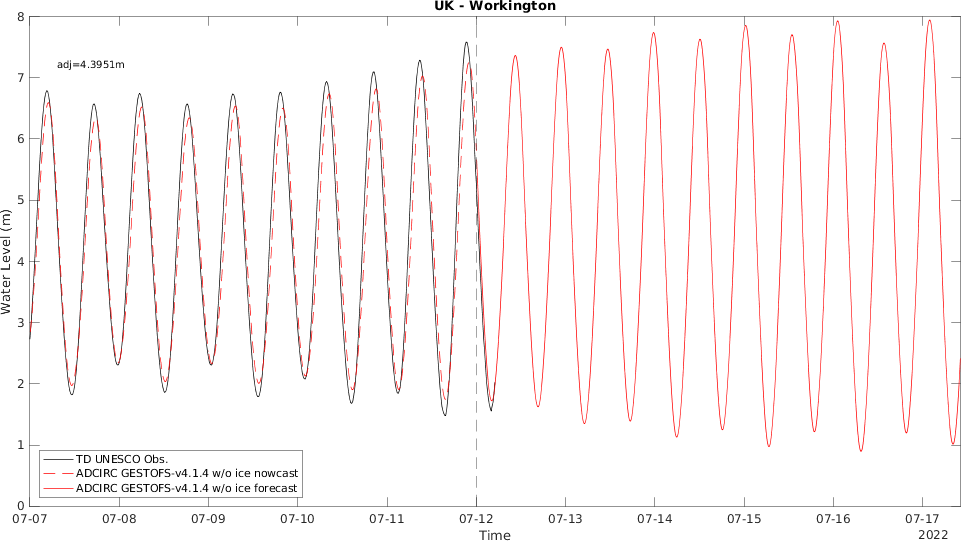 UK - Workington
adj=4.3951m
8
7
6
5
4
3
2
1
0
Water Level (m)
TD UNESCO Obs.
ADCIRC GESTOFS-v4.1.4 w/o ice nowcast
ADCIRC GESTOFS-v4.1.4 w/o ice forecast
07-07 07-08 07-09 07-10 07-11 07-12 07-13 07-14 07-15 07-16 07-17
Time
2022